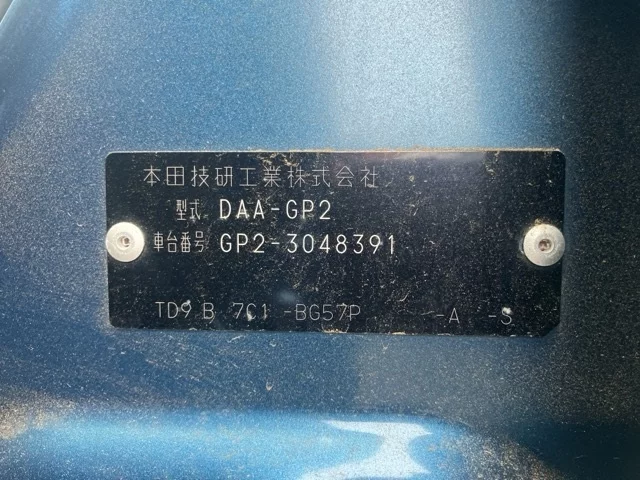 本田技研工業株式会社
型式 DAA-GP2
車台番号 GP2-3048391
TD9 B 7C1 -BG57P -A -S